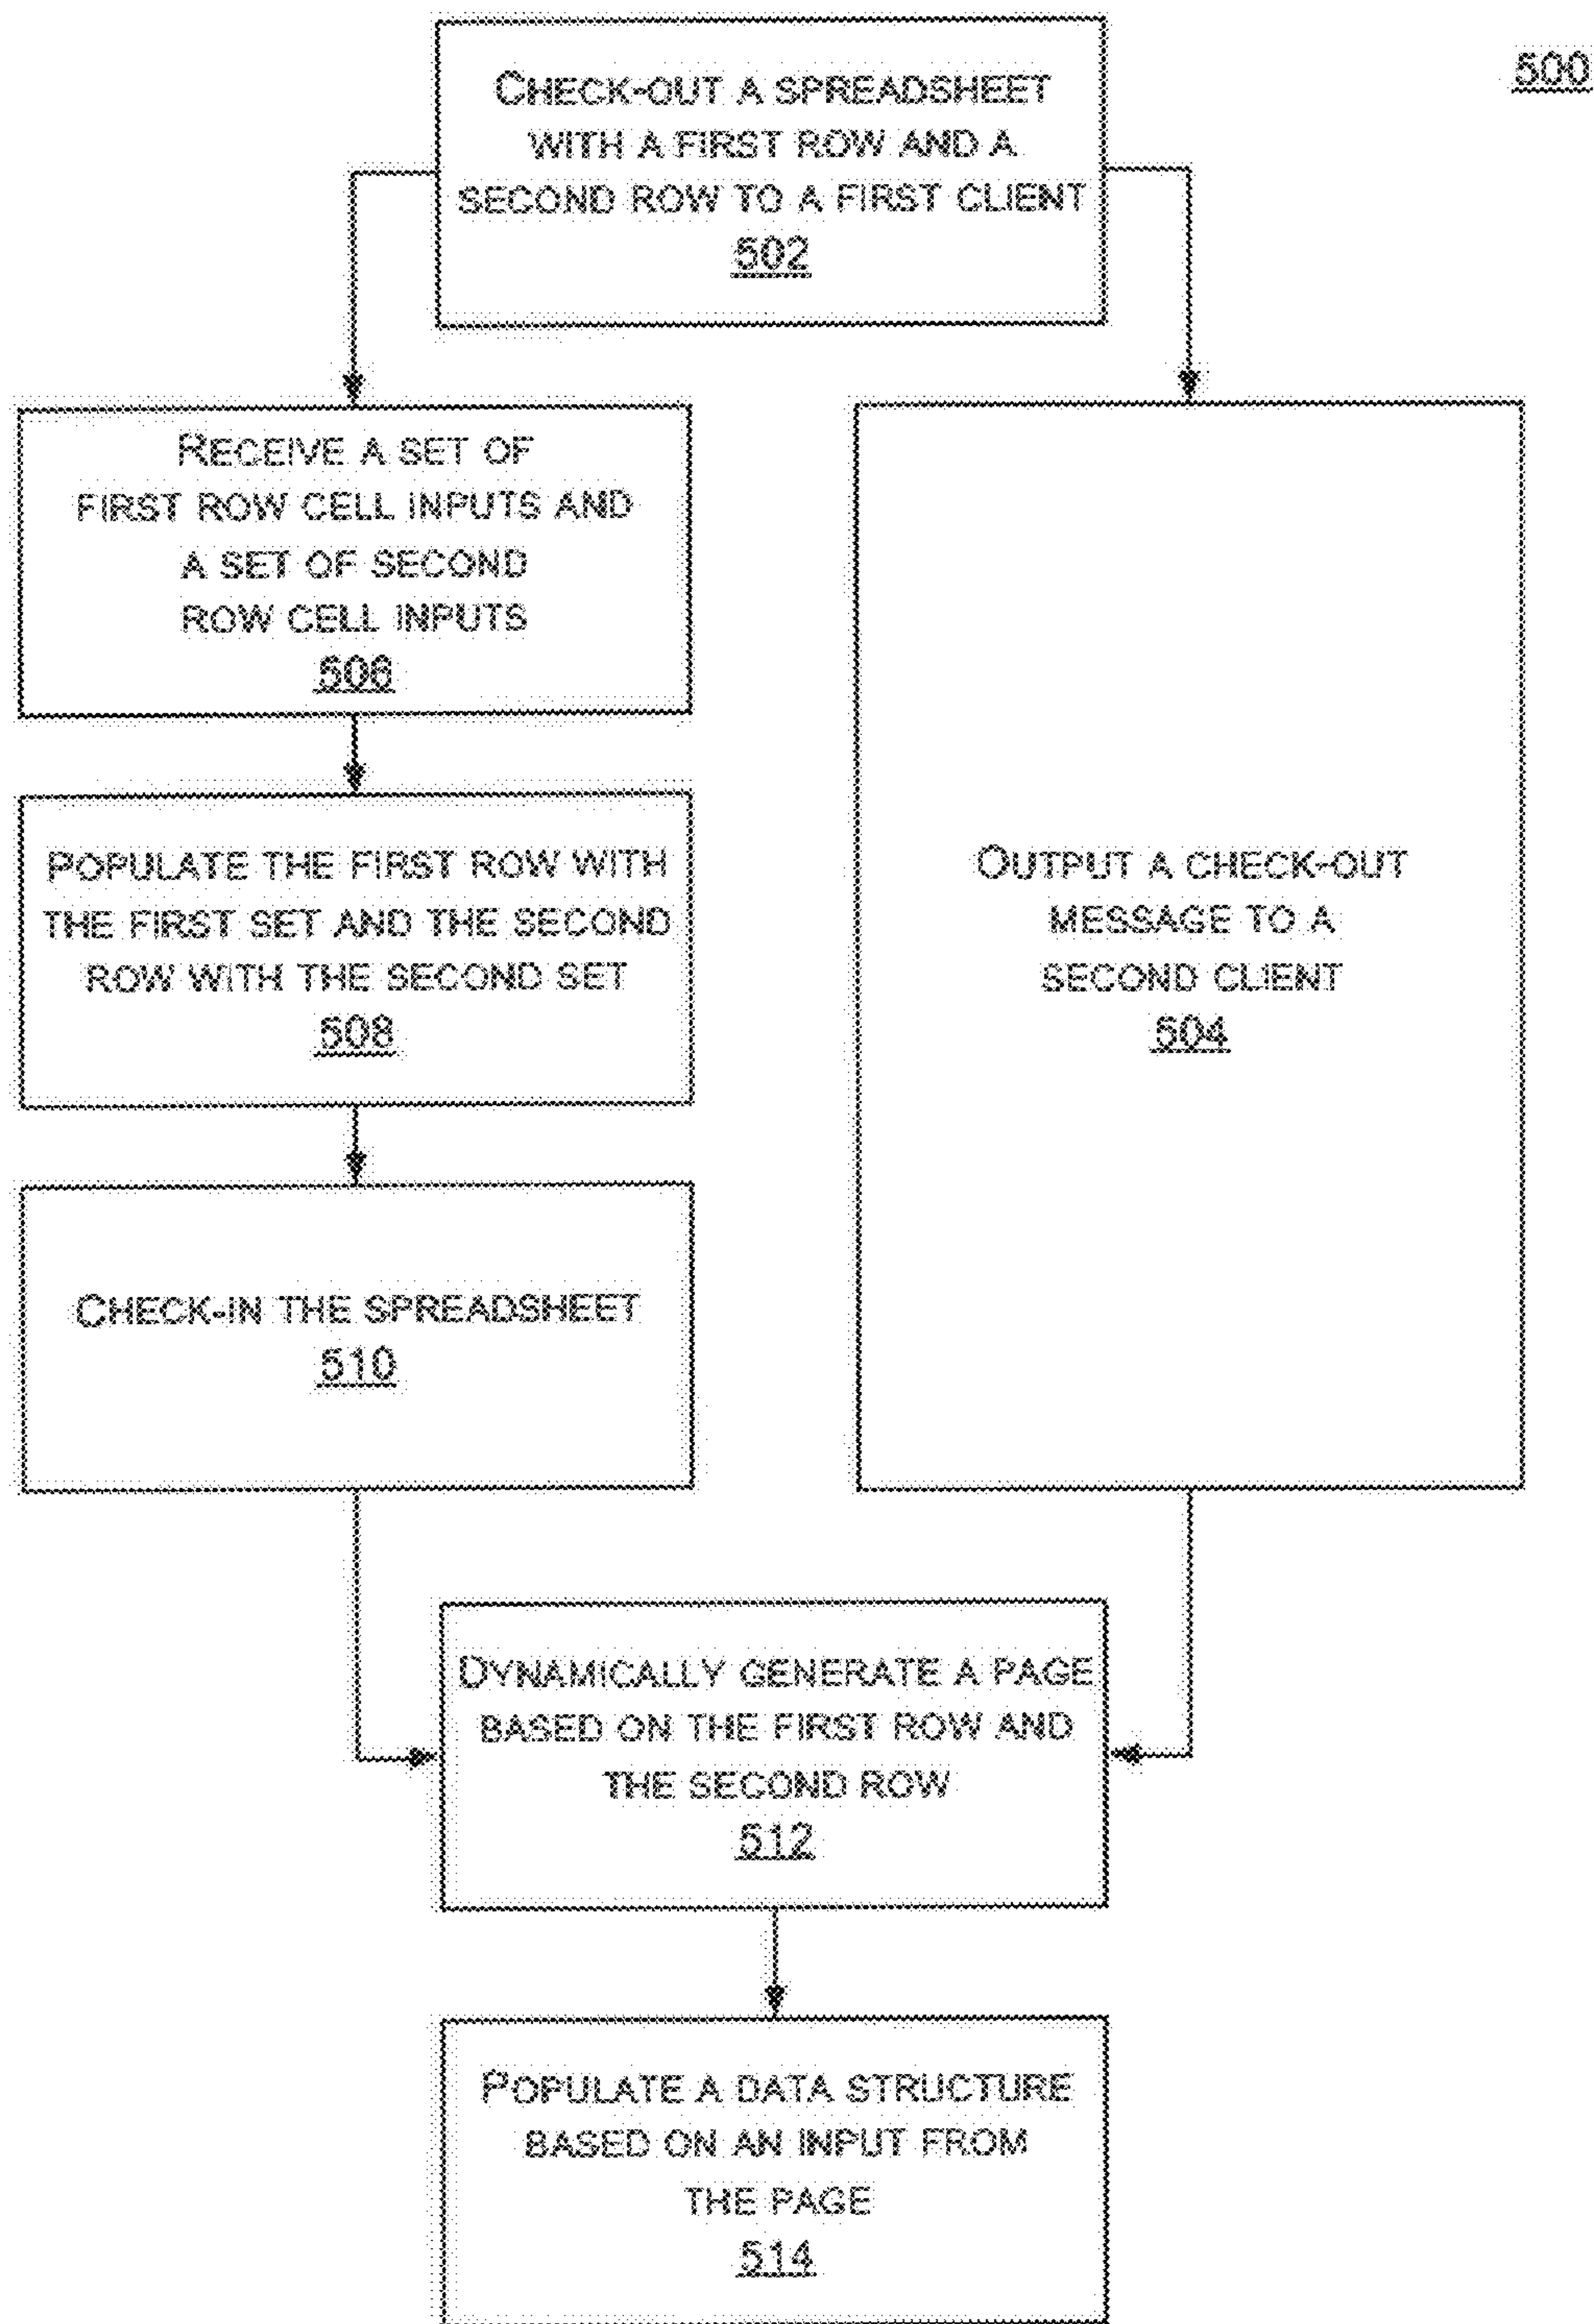 500
CHECK-OUT A SPREADSHEET
WITH A FIRST ROW AND A
SECOND ROW TO A FIRST CLIENT
502
RECEIVE A SET OF
FIRST ROW CELL INPUTS AND
A SET OF SECOND
ROW CELL INPUTS
506
POPULATE THE FIRST ROW WITH
THE FIRST SET AND THE SECOND
ROW WITH THE SECOND SET
508
OUTPUT A CHECK-OUT
MESSAGE TO A
SECOND CLIENT
504
CHECK-IN THE SPREADSHEET
510
DYNAMICALLY GENERATE A PAGE
BASED ON THE FIRST ROW AND
THE SECOND ROW
512
POPULATE A DATA STRUCTURE
BASED ON AN INPUT FROM
THE PAGE
514